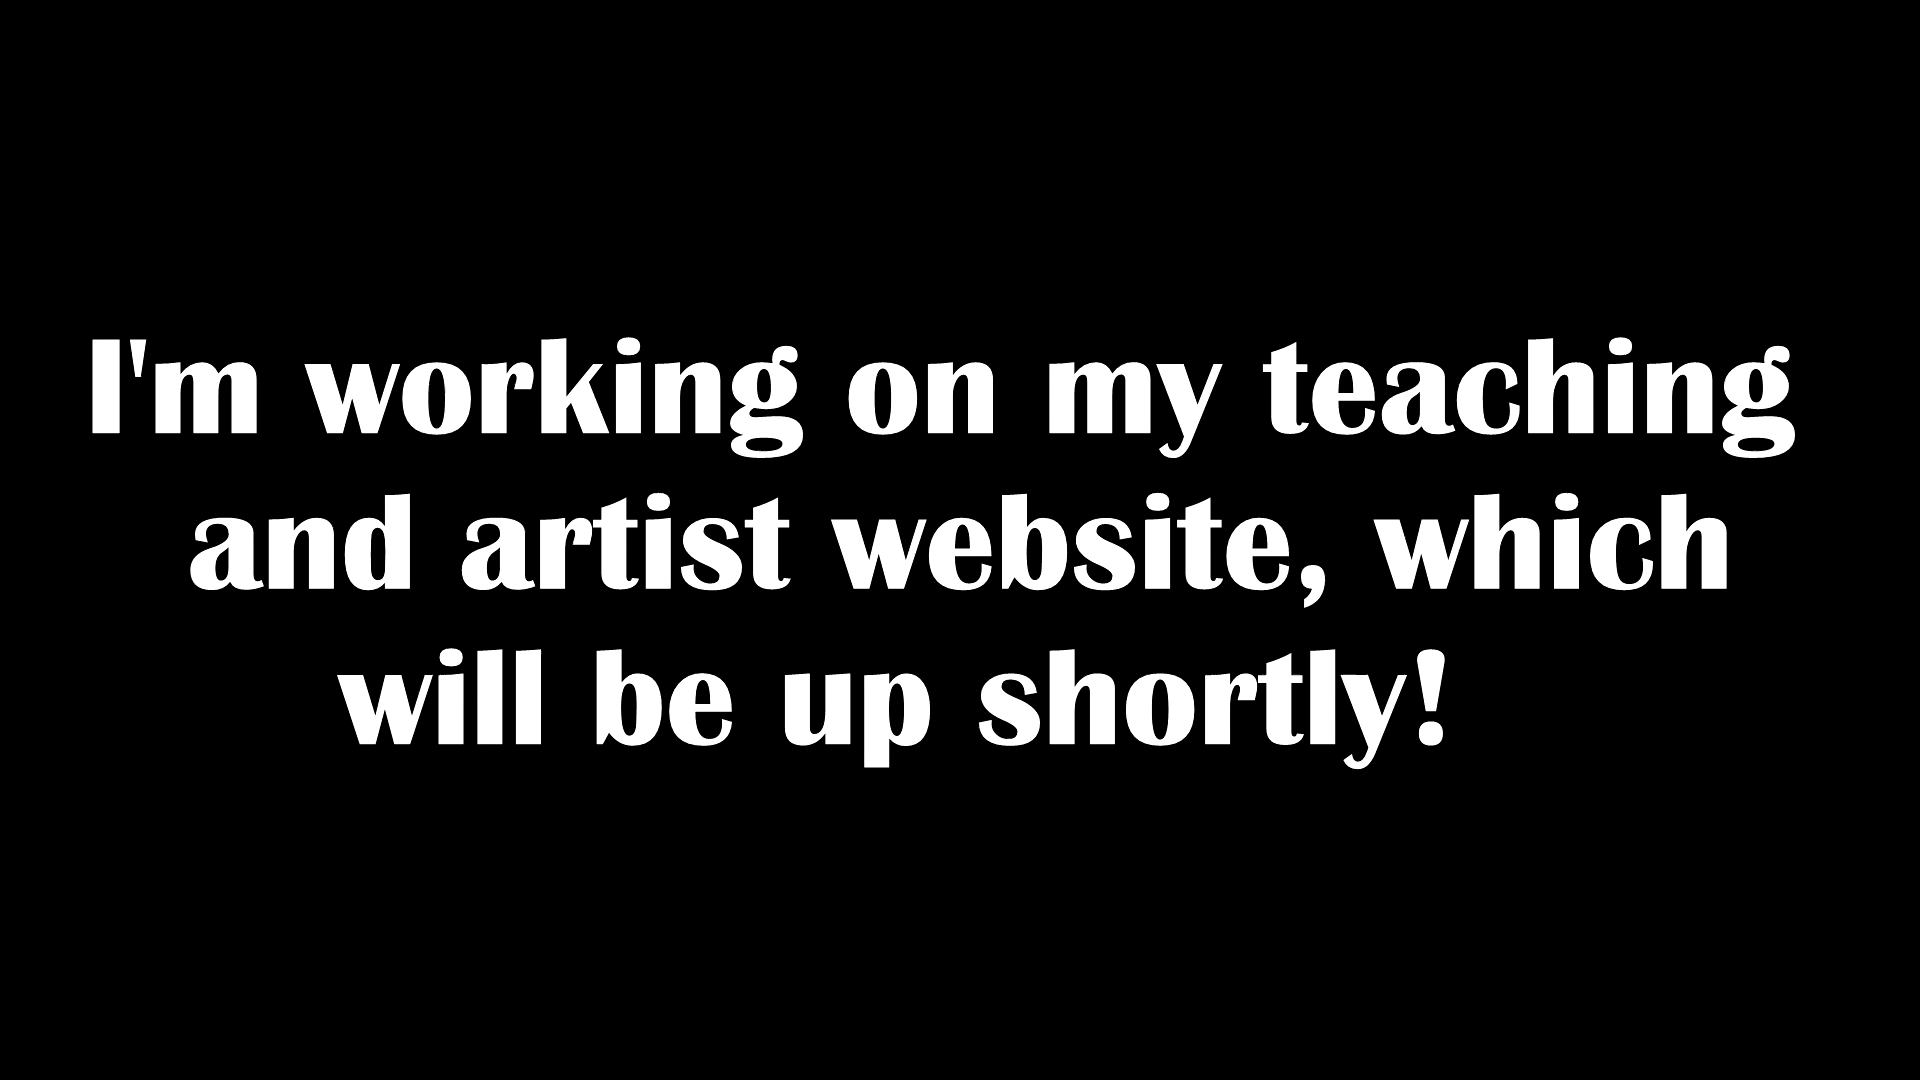 I'm working on my teaching
and artist website, which
will be up shortly!